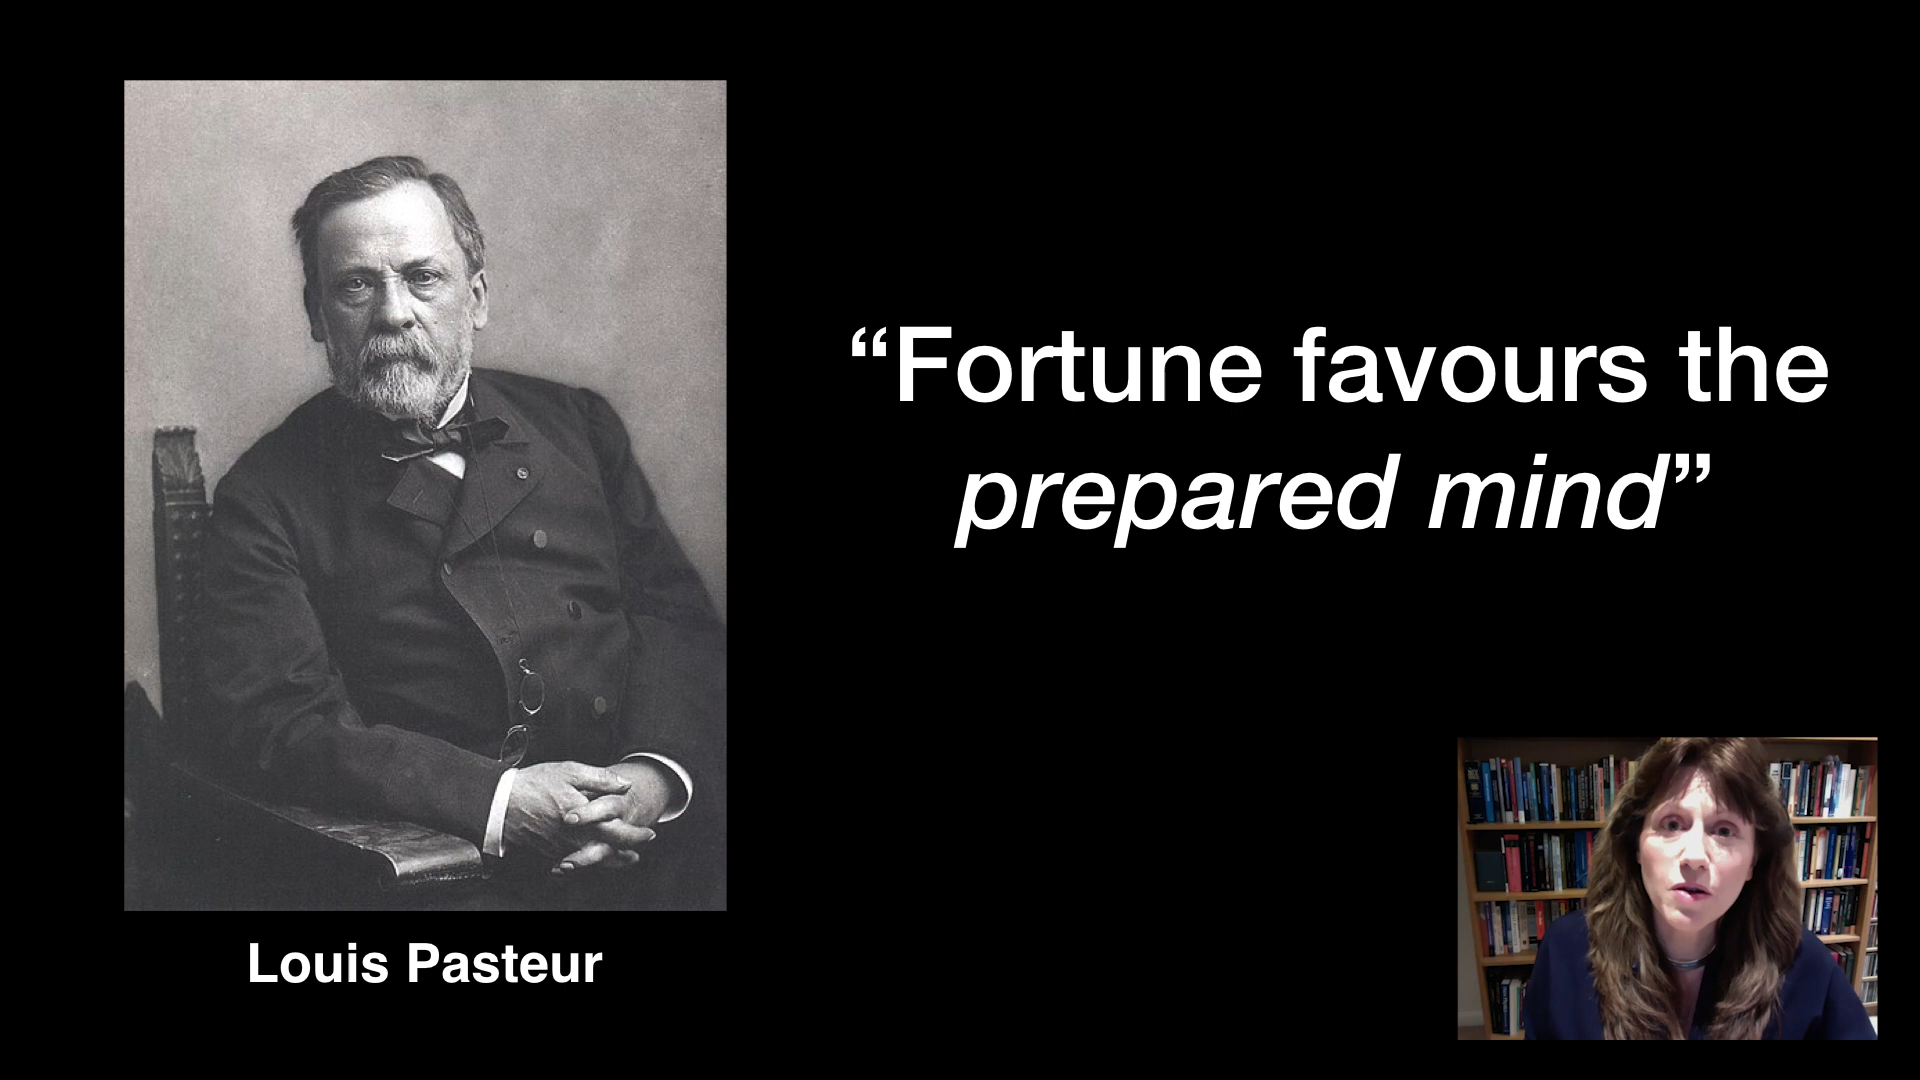 “Fortune favours the
prepared mind”
Louis Pasteur